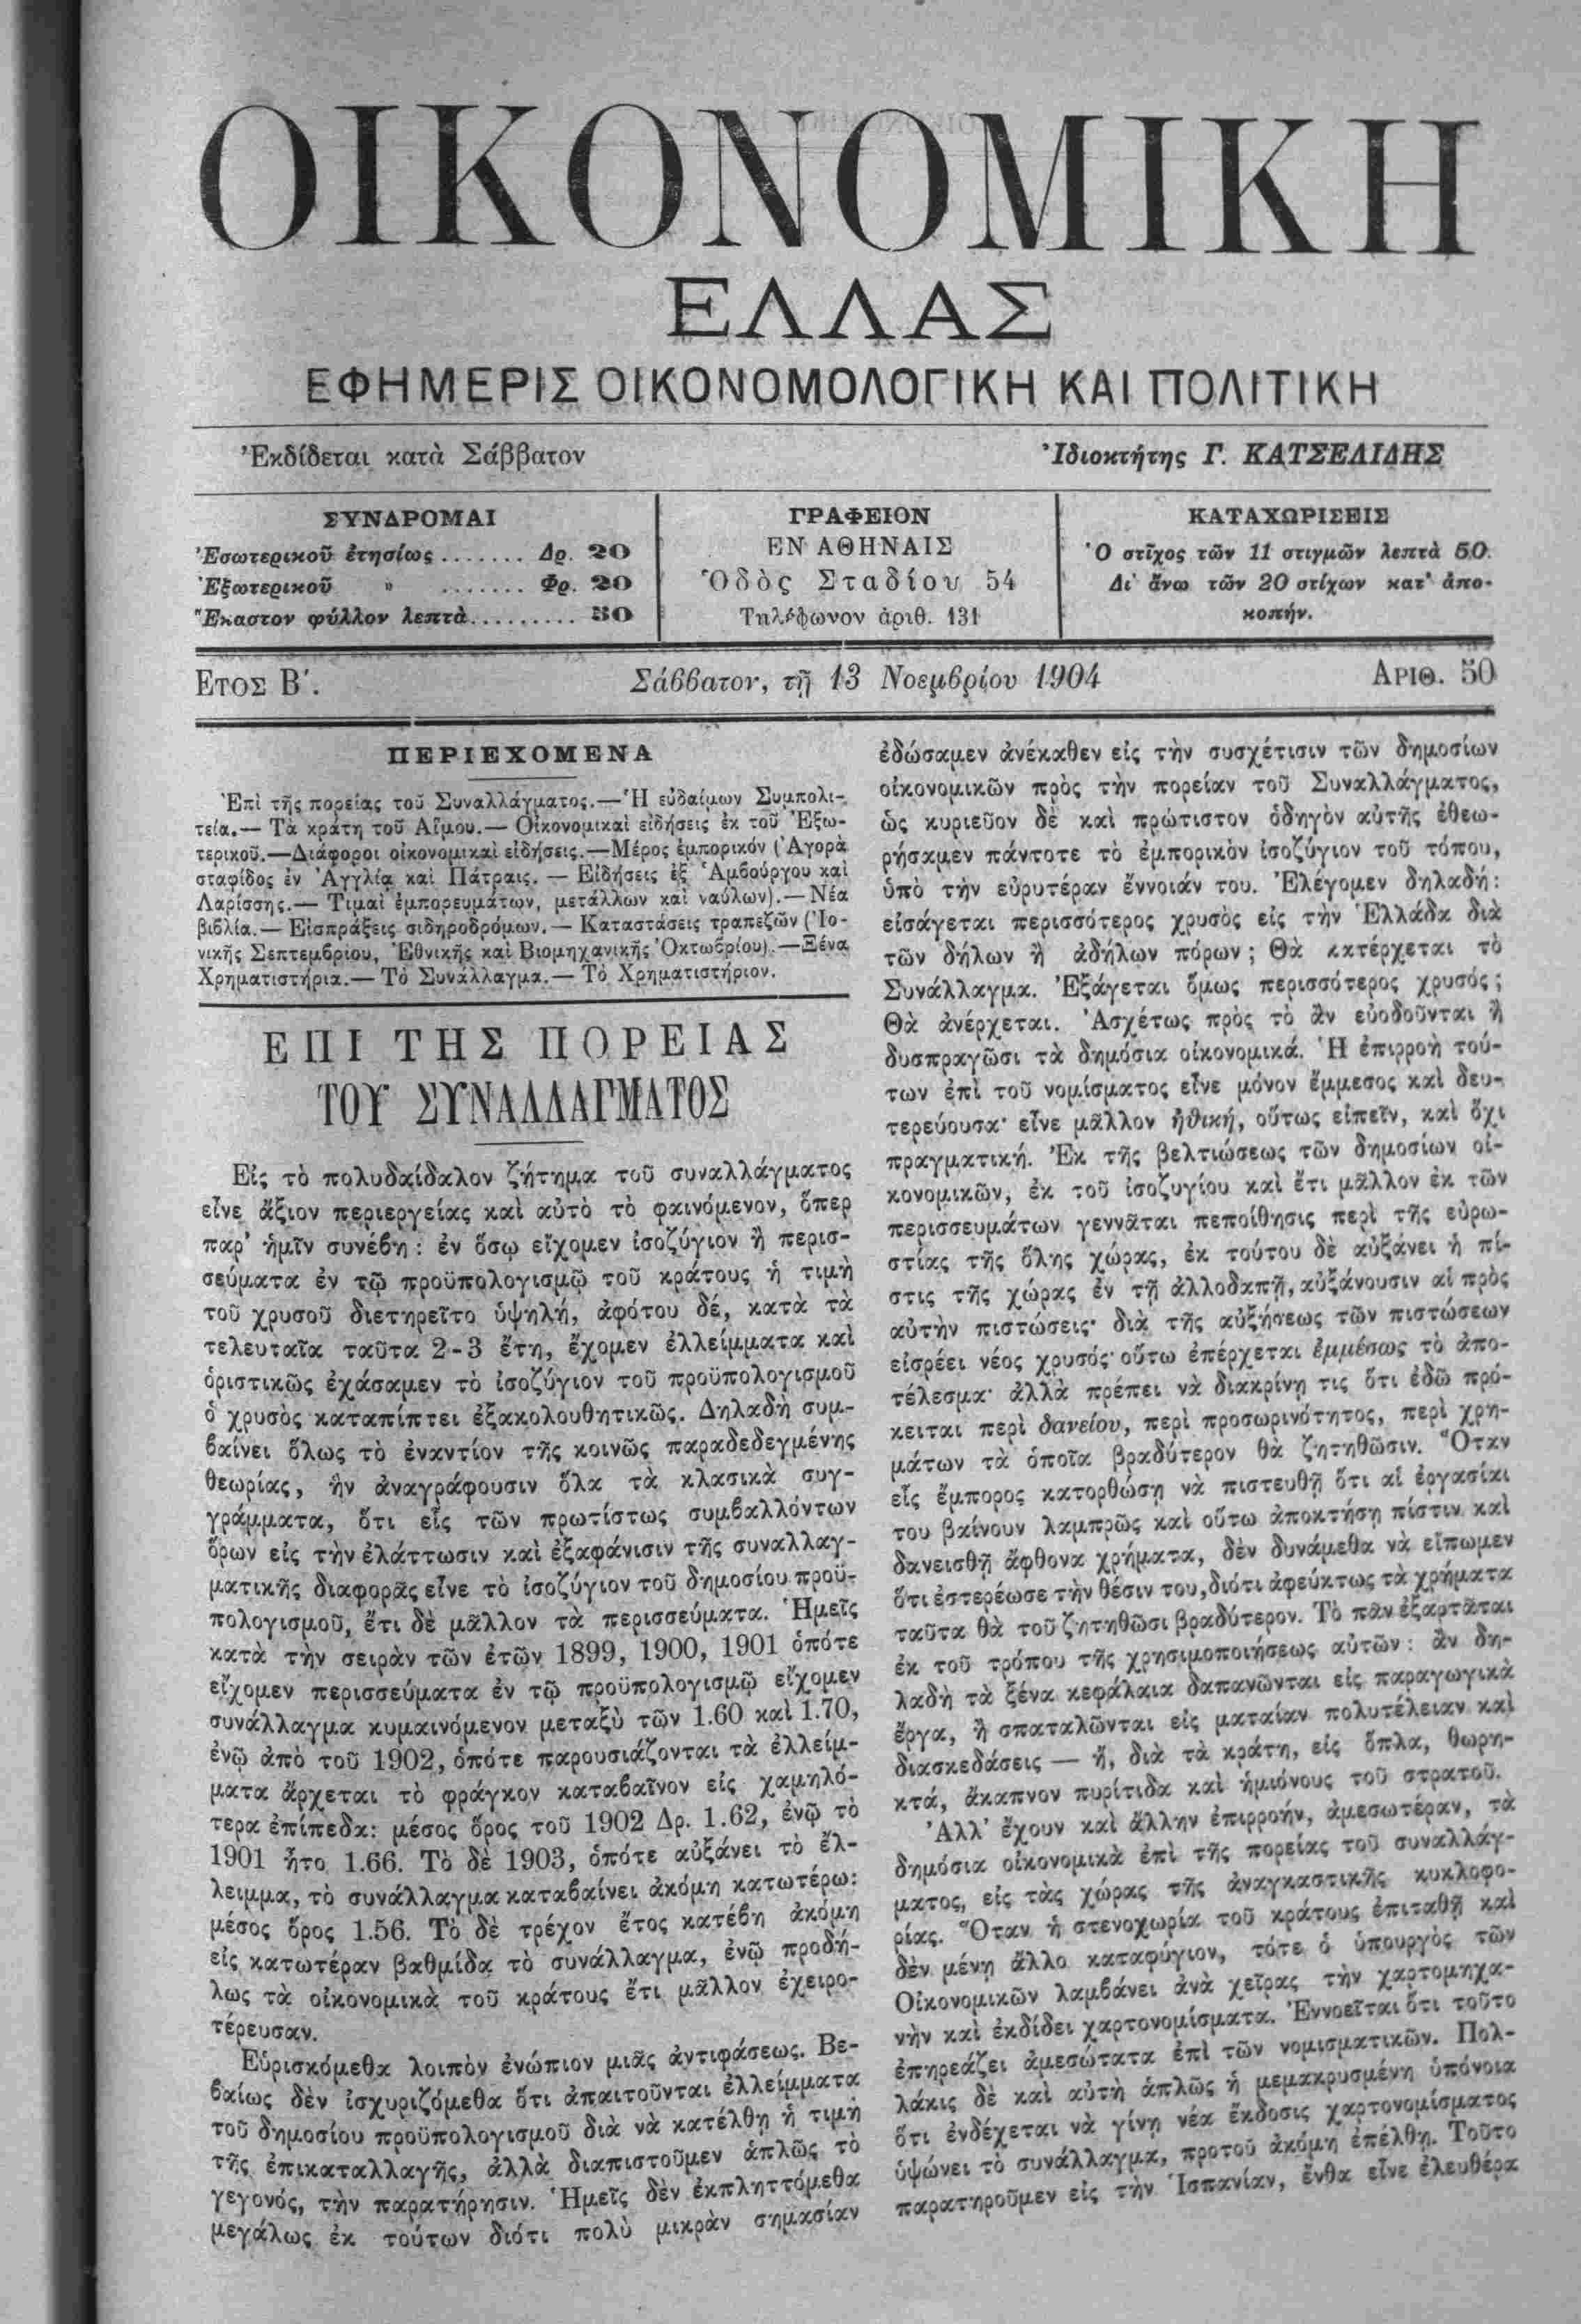 ΟΙΚΟΝΟΜΙΚΗ
ΕΛΛΑΣ
ΕΦΗΜΕΡΙΣ ΟΙΚΟΝΟΜΟΛΟΓΙΚΗ ΚΑΙ ΠΟΛΙΤΙΚΗ
Ἐκδίδεται κατὰ Σάββατον
Ἰδιοκτήτης Γ. ΚΑΤΣΕΛΙΔΗΣ
ΣΥΝΔΡΟΜΑΙ
Ἐσωτερικοῦ ἐτησίως ....... Δρ. 20
Ἐξωτερικοῦ » ....... Φρ. 20
Ἕκαστον φύλλον λεπτὰ.......... 50
ΓΡΑΦΕΙΟΝ
ΕΝ ΑΘΗΝΑΙΣ
Ὁδὸς Σταδίου 54
Τηλέφωνον ἀριθ. 131
ΚΑΤΑΧΩΡΙΣΕΙΣ
Ὁ στῖχος τῶν 11 στιγμῶν λεπτὰ 50.
Δι' ἄνω τῶν 20 στίχων κατ' ἀπο-
κοπήν.
ΕΤΟΣ Β΄.
Σάββατον, τῇ 13 Νοεμβρίου 1904
ΑΡΙΘ. 50
ΠΕΡΙΕΧΟΜΕΝΑ
Ἐπὶ τῆς πορείας τοῦ Συναλλάγματος.—Ἡ εὐδαίμων Συμπολι-
τεία.— Τὰ κράτη τοῦ Αἵμου.— Οἰκονομικαὶ εἰδήσεις ἐκ τοῦ Ἐξω-
τερικοῦ.—Διάφοροι οἰκονομικαὶ εἰδήσεις.—Μέρος ἐμπορικόν (Ἀγορὰ
σταφίδος ἐν Ἀγγλίᾳ καὶ Πάτραις. — Εἰδήσεις ἐξ Ἀμβούργου καὶ
Λαρίσσης.— Τιμαὶ ἐμπορευμάτων, μετάλλων καὶ ναύλων).—Νέα
βιβλία.— Εἰσπράξεις σιδηροδρόμων.— Καταστάσεις τραπεζῶν (Ἰο-
νικῆς Σεπτεμβρίου, Ἐθνικῆς καὶ Βιομηχανικῆς Ὀκτωβρίου).—Ξένα
Χρηματιστήρια.— Τὸ Συνάλλαγμα.— Τὸ Χρηματιστήριον.
ΕΠΙ ΤΗΣ ΠΟΡΕΙΑΣ
ΤΟΥ ΣΥΝΑΛΛΑΓΜΑΤΟΣ
Εἰς τὸ πολυδαίδαλον ζήτημα τοῦ συναλλάγματος
εἶνε ἄξιον περιεργείας καὶ αὐτὸ τὸ φαινόμενον, ὅπερ
παρ' ἡμῖν συνέβη : ἐν ὅσῳ εἴχομεν ἰσοζύγιον ἢ περισ-
σεύματα ἐν τῷ προϋπολογισμῷ τοῦ κράτους ἡ τιμὴ
τοῦ χρυσοῦ διετηρεῖτο ὑψηλή, ἀφότου δέ, κατὰ τὰ
τελευταῖα ταῦτα 2-3 ἔτη, ἔχομεν ἐλλείμματα καὶ
ὁριστικῶς ἐχάσαμεν τὸ ἰσοζύγιον τοῦ προϋπολογισμοῦ
ὁ χρυσὸς καταπίπτει ἐξακολουθητικῶς. Δηλαδὴ συμ-
βαίνει ὅλως τὸ ἐναντίον τῆς κοινῶς παραδεδεγμένης
θεωρίας, ἣν ἀναγράφουσιν ὅλα τὰ κλασικὰ συγ-
γράμματα, ὅτι εἷς τῶν πρωτίστως συμβαλλόντων
ὅρων εἰς τὴν ἐλάττωσιν καὶ ἐξαφάνισιν τῆς συναλλαγ-
ματικῆς διαφορᾶς εἶνε τὸ ἰσοζύγιον τοῦ δημοσίου προϋ-
πολογισμοῦ, ἔτι δὲ μᾶλλον τὰ περισσεύματα. Ἡμεῖς
κατὰ τὴν σειρὰν τῶν ἐτῶν 1899, 1900, 1901 ὁπότε
εἴχομεν περισσεύματα ἐν τῷ προϋπολογισμῷ εἴχομεν
συνάλλαγμα κυμαινόμενον μεταξὺ τῶν 1.60 καὶ 1.70,
ἐνῷ ἀπὸ τοῦ 1902, ὁπότε παρουσιάζονται τὰ ἐλλείμ-
ματα ἄρχεται τὸ φράγκον καταβαῖνον εἰς χαμηλό-
τερα ἐπίπεδα: μέσος ὅρος τοῦ 1902 Δρ. 1.62, ἐνῷ τὸ
1901 ἦτο 1.66. Τὸ δὲ 1903, ὁπότε αὐξάνει τὸ ἔλ-
λειμμα, τὸ συνάλλαγμα καταβαίνει ἀκόμη κατωτέρω:
μέσος ὅρος 1.56. Τὸ δὲ τρέχον ἔτος κατέβη ἀκόμη
εἰς κατωτέραν βαθμίδα τὸ συνάλλαγμα, ἐνῷ προδή-
λως τὰ οἰκονομικὰ τοῦ κράτους ἔτι μᾶλλον ἐχειρο-
τέρευσαν.
Εὑρισκόμεθα λοιπὸν ἐνώπιον μιᾶς ἀντιφάσεως. Βε-
βαίως δὲν ἰσχυριζόμεθα ὅτι ἀπαιτοῦνται ἐλλείμματα
τοῦ δημοσίου προϋπολογισμοῦ διὰ νὰ κατέλθῃ ἡ τιμὴ
τῆς ἐπικαταλλαγῆς, ἀλλὰ διαπιστοῦμεν ἁπλῶς τὸ
γεγονός, τὴν παρατήρησιν. Ἡμεῖς δὲν ἐκπληττόμεθα
μεγάλως ἐκ τούτων διότι πολὺ μικρὰν σημασίαν
ἐδώσαμεν ἀνέκαθεν εἰς τὴν συσχέτισιν τῶν δημοσίων
οἰκονομικῶν πρὸς τὴν πορείαν τοῦ Συναλλάγματος,
ὡς κυριεῦον δὲ καὶ πρώτιστον ὁδηγὸν αὐτῆς ἐθεω-
ρήσαμεν πάντοτε τὸ ἐμπορικὸν ἰσοζύγιον τοῦ τόπου,
ὑπὸ τὴν εὐρυτέραν ἔννοιάν του. Ἐλέγομεν δηλαδή:
εἰσάγεται περισσότερος χρυσὸς εἰς τὴν Ἑλλάδα διὰ
τῶν δήλων ἢ ἀδήλων πόρων ; Θὰ κατέρχεται τὸ
Συνάλλαγμα. Ἐξάγεται ὅμως περισσότερος χρυσός ;
Θὰ ἀνέρχεται. Ἀσχέτως πρὸς τὸ ἂν εὐοδοῦνται ἢ
δυσπραγῶσι τὰ δημόσια οἰκονομικά. Ἡ ἐπιρροὴ τού-
των ἐπὶ τοῦ νομίσματος εἶνε μόνον ἔμμεσος καὶ δευ-
τερεύουσα· εἶνε μᾶλλον ἠθική, οὕτως εἰπεῖν, καὶ ὄχι
πραγματική. Ἐκ τῆς βελτιώσεως τῶν δημοσίων οἰ-
κονομικῶν, ἐκ τοῦ ἰσοζυγίου καὶ ἔτι μᾶλλον ἐκ τῶν
περισσευμάτων γεννᾶται πεποίθησις περὶ τῆς εὐρω-
στίας τῆς ὅλης χώρας, ἐκ τούτου δὲ αὐξάνει ἡ πί-
στις τῆς χώρας ἐν τῇ ἀλλοδαπῇ, αὐξάνουσιν αἱ πρὸς
αὐτὴν πιστώσεις· διὰ τῆς αὐξήσεως τῶν πιστώσεων
εἰσρέει νέος χρυσός· οὕτω ἐπέρχεται ἐμμέσως τὸ ἀπο-
τέλεσμα· ἀλλὰ πρέπει νὰ διακρίνῃ τις ὅτι ἐδῶ πρό-
κειται περὶ δανείου, περὶ προσωρινότητος, περὶ χρη-
μάτων τὰ ὁποῖα βραδύτερον θὰ ζητηθῶσιν. Ὅταν
εἷς ἔμπορος κατορθώσῃ νὰ πιστευθῇ ὅτι αἱ ἐργασίαι
του βαίνουν λαμπρῶς καὶ οὕτω ἀποκτήσῃ πίστιν καὶ
δανεισθῇ ἄφθονα χρήματα, δὲν δυνάμεθα νὰ εἴπωμεν
ὅτι ἐστερέωσε τὴν θέσιν του, διότι ἀφεύκτως τὰ χρήματα
ταῦτα θὰ τοῦ ζητηθῶσι βραδύτερον. Τὸ πᾶν ἐξαρτᾶται
ἐκ τοῦ τρόπου τῆς χρησιμοποιήσεως αὐτῶν : ἂν δη-
λαδὴ τὰ ξένα κεφάλαια δαπανῶνται εἰς παραγωγικὰ
ἔργα, ἢ σπαταλῶνται εἰς ματαίαν πολυτέλειαν καὶ
διασκεδάσεις — ἤ, διὰ τὰ κράτη, εἰς ὅπλα, θωρη-
κτά, ἄκαπνον πυρίτιδα καὶ ἡμιόνους τοῦ στρατοῦ.
Ἀλλ' ἔχουν καὶ ἄλλην ἐπιρροήν, ἀμεσωτέραν, τὰ
δημόσια οἰκονομικὰ ἐπὶ τῆς πορείας τοῦ συναλλάγ-
ματος, εἰς τὰς χώρας τῆς ἀναγκαστικῆς κυκλοφο-
ρίας. Ὅταν ἡ στενοχωρία τοῦ κράτους ἐπιταθῇ καὶ
δὲν μένῃ ἄλλο καταφύγιον, τότε ὁ ὑπουργὸς τῶν
Οἰκονομικῶν λαμβάνει ἀνὰ χεῖρας τὴν χαρτομηχα-
νὴν καὶ ἐκδίδει χαρτονομίσματα. Ἐννοεῖται ὅτι τοῦτο
ἐπηρεάζει ἀμεσώτατα ἐπὶ τῶν νομισματικῶν. Πολ-
λάκις δὲ καὶ αὐτὴ ἁπλῶς ἡ μεμακρυσμένη ὑπόνοια
ὅτι ἐνδέχεται νὰ γίνῃ νέα ἔκδοσις χαρτονομίσματος
ὑψώνει τὸ συνάλλαγμα, προτοῦ ἀκόμη ἐπέλθῃ. Τοῦτο
παρατηροῦμεν εἰς τὴν Ἱσπανίαν, ἔνθα εἶνε ἐλευθέρα